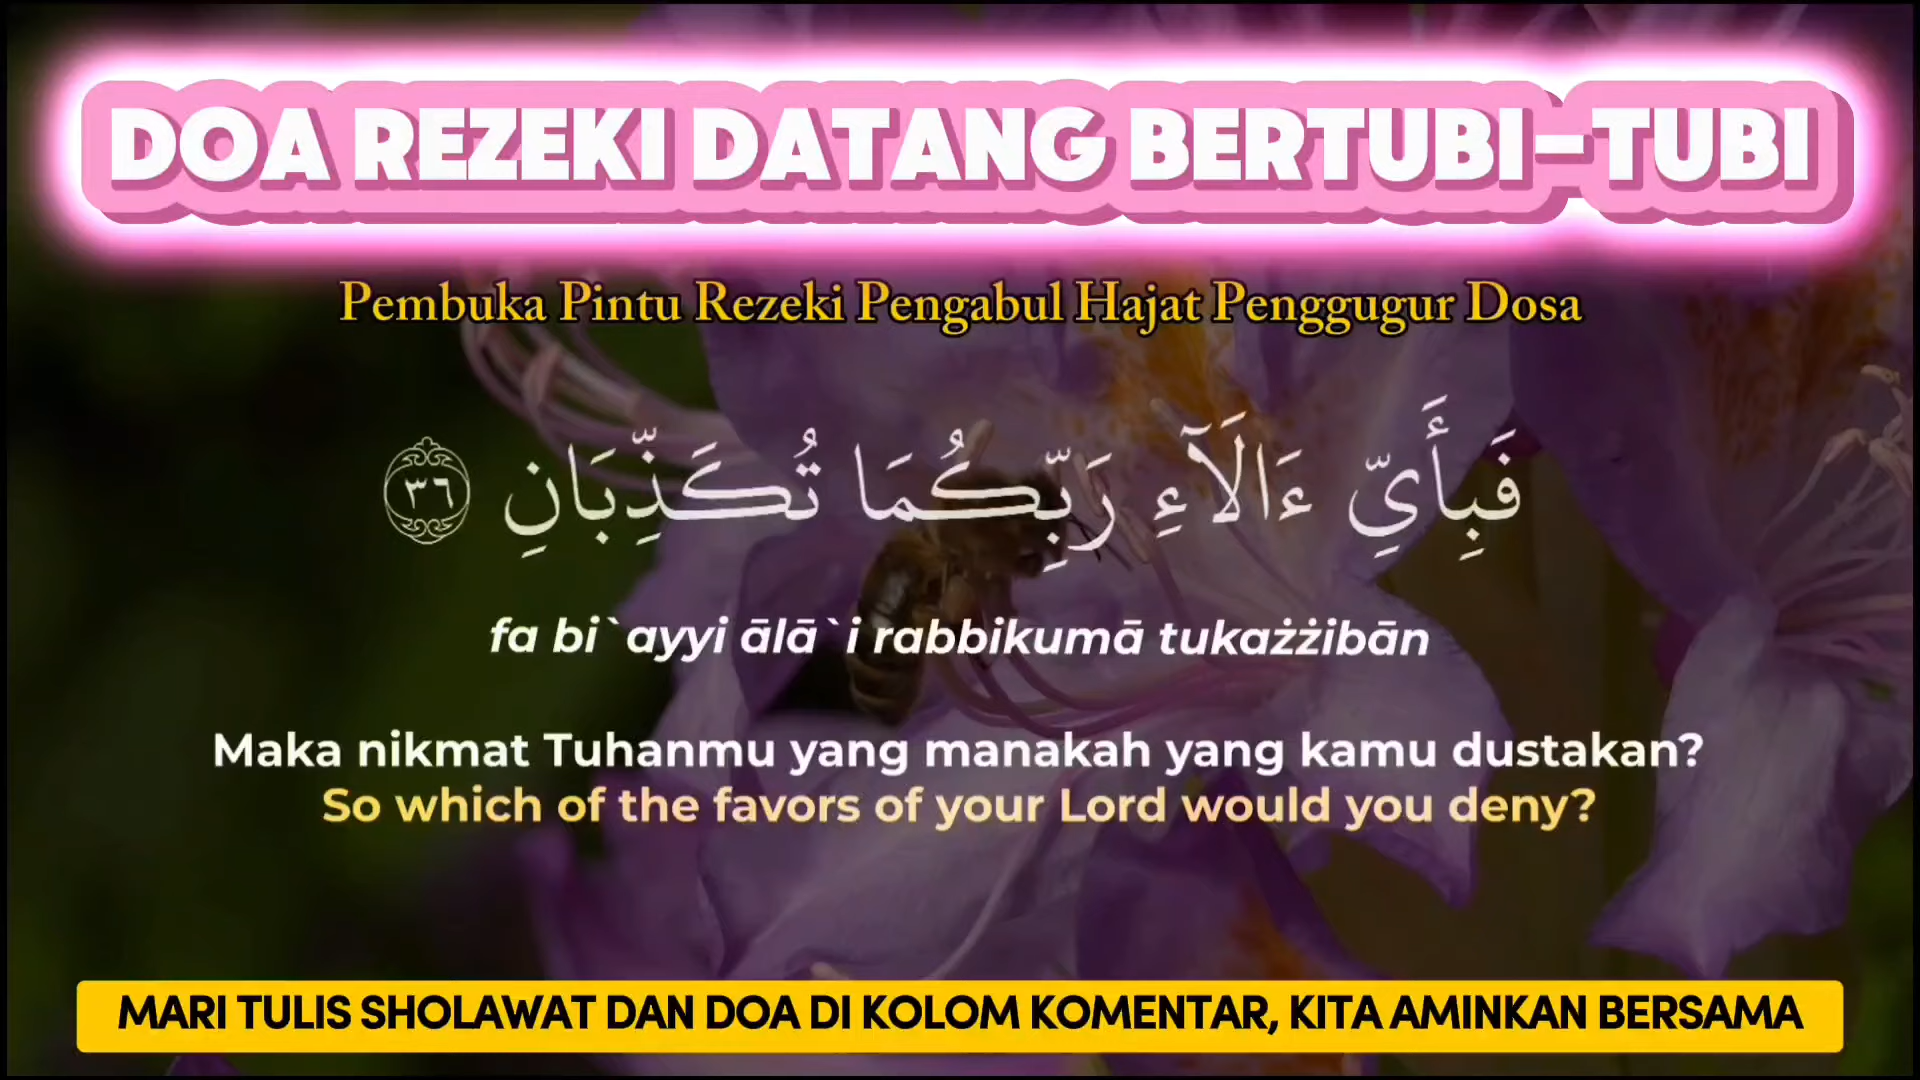 DOA REZEKI DATANG BERTUBI-TUBI
Pembuka Pintu Rezeki Pengabul Hajat Penggugur Dosa
فَبِأَيِّ ءَالَآءِ رَبِّكُمَا تُكَذِّبَانِ ٣٦
fa bi`ayyi ālā`i rabbikumā tukażżibān
Maka nikmat Tuhanmu yang manakah yang kamu dustakan?
So which of the favors of your Lord would you deny?
MARI TULIS SHOLAWAT DAN DOA DI KOLOM KOMENTAR, KITA AMINKAN BERSAMA